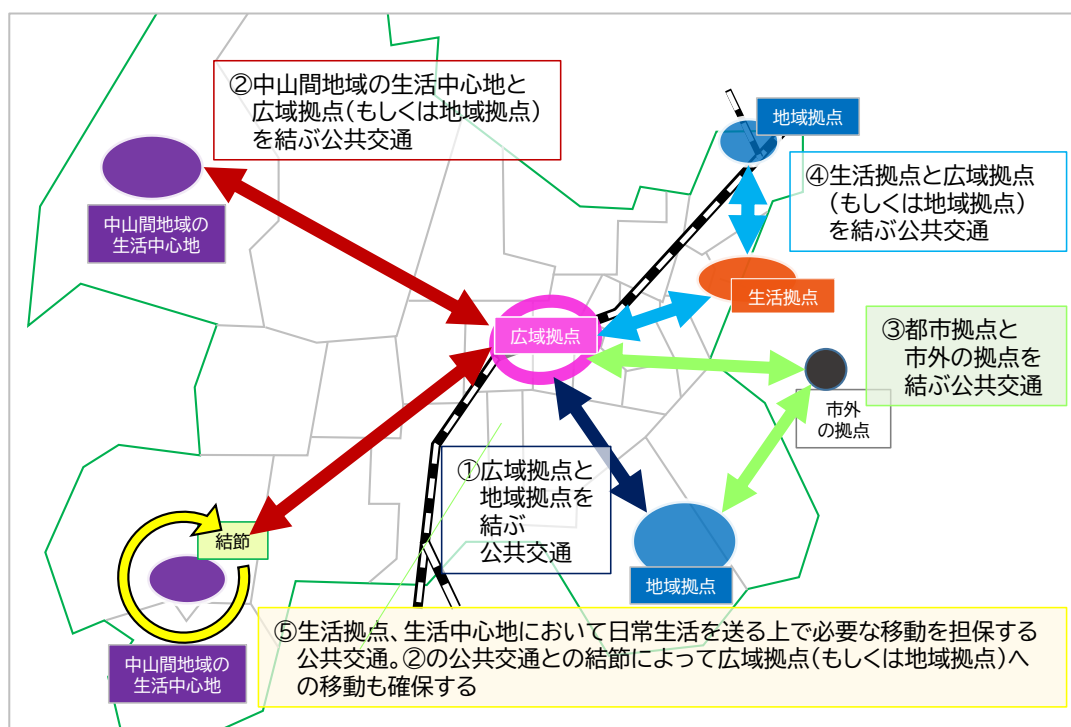 ②中山間地域の生活中心地と
広域拠点(もしくは地域拠点)
を結ぶ公共交通
地域拠点
④生活拠点と広域拠点
(もしくは地域拠点)
を結ぶ公共交通
中山間地域の
生活中心地
生活拠点
広域拠点
③都市拠点と
市外の拠点を
結ぶ公共交通
市外
の拠点
①広域拠点と
地域拠点を
結ぶ
公共交通
結節
地域拠点
中山間地域の
生活中心地
⑤生活拠点、生活中心地において日常生活を送る上で必要な移動を担保する
公共交通。②の公共交通との結節によって広域拠点(もしくは地域拠点)へ
の移動も確保する